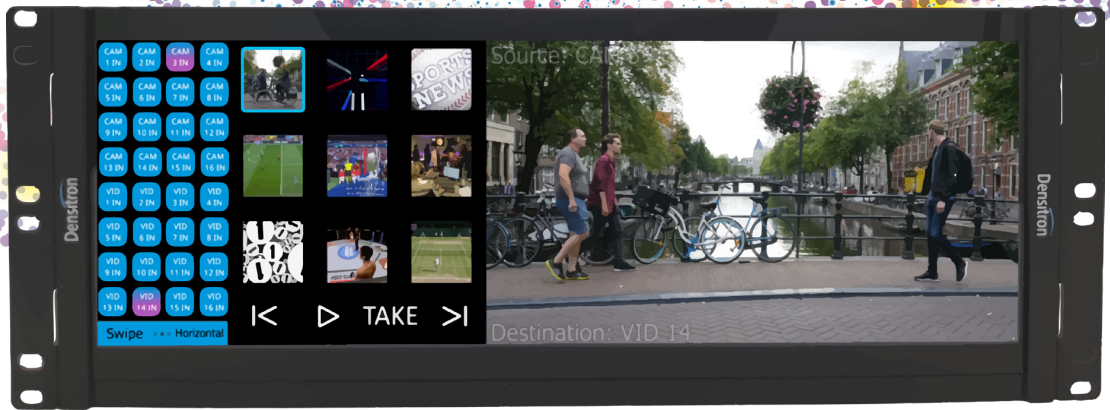 CAM 1 IN
CAM 2 IN
CAM 3 IN
CAM 4 IN
CAM 5 IN
CAM 6 IN
CAM 7 IN
CAM 8 IN
CAM 9 IN
CAM 10 IN
CAM 11 IN
CAM 12 IN
CAM 13 IN
CAM 14 IN
CAM 15 IN
CAM 16 IN
VID 1 IN
VID 2 IN
VID 3 IN
VID 4 IN
VID 5 IN
VID 6 IN
VID 7 IN
VID 8 IN
VID 9 IN
VID 10 IN
VID 11 IN
VID 12 IN
VID 13 IN
VID 14 IN
VID 15 IN
VID 16 IN
Swipe Horizontal
SPORTS
NEWS
TAKE
Source: CAM
Destination: VID 14
Densitron
Densitron